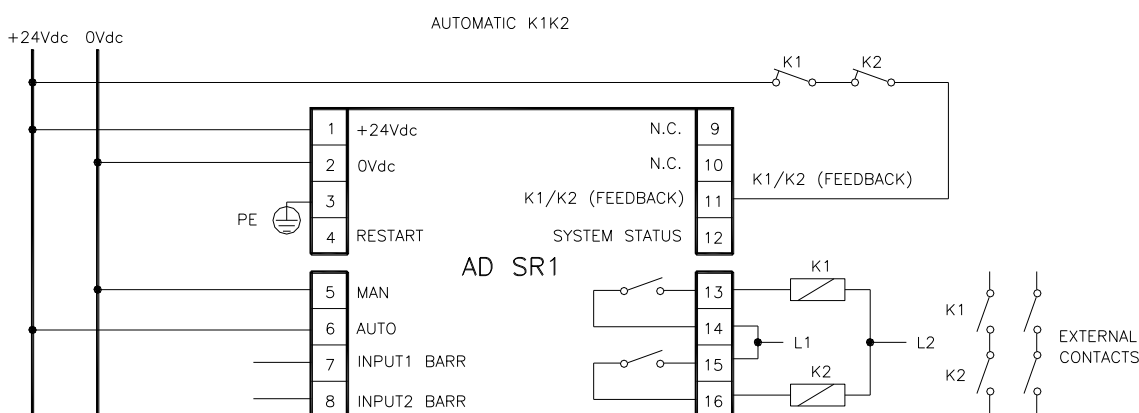 AUTOMATIC K1K2
+24Vdc 0Vdc
K1 K2
1 +24Vdc N.C. 9
2 0Vdc N.C. 10
K1/K2 (FEEDBACK)
3 K1/K2 (FEEDBACK) 11
PE
4 RESTART SYSTEM STATUS 12
AD SR1
K1
5 MAN 13
K1
6 AUTO 14
L1 L2
EXTERNAL
CONTACTS
7 INPUT1 BARR 15
K2 K2
8 INPUT2 BARR 16